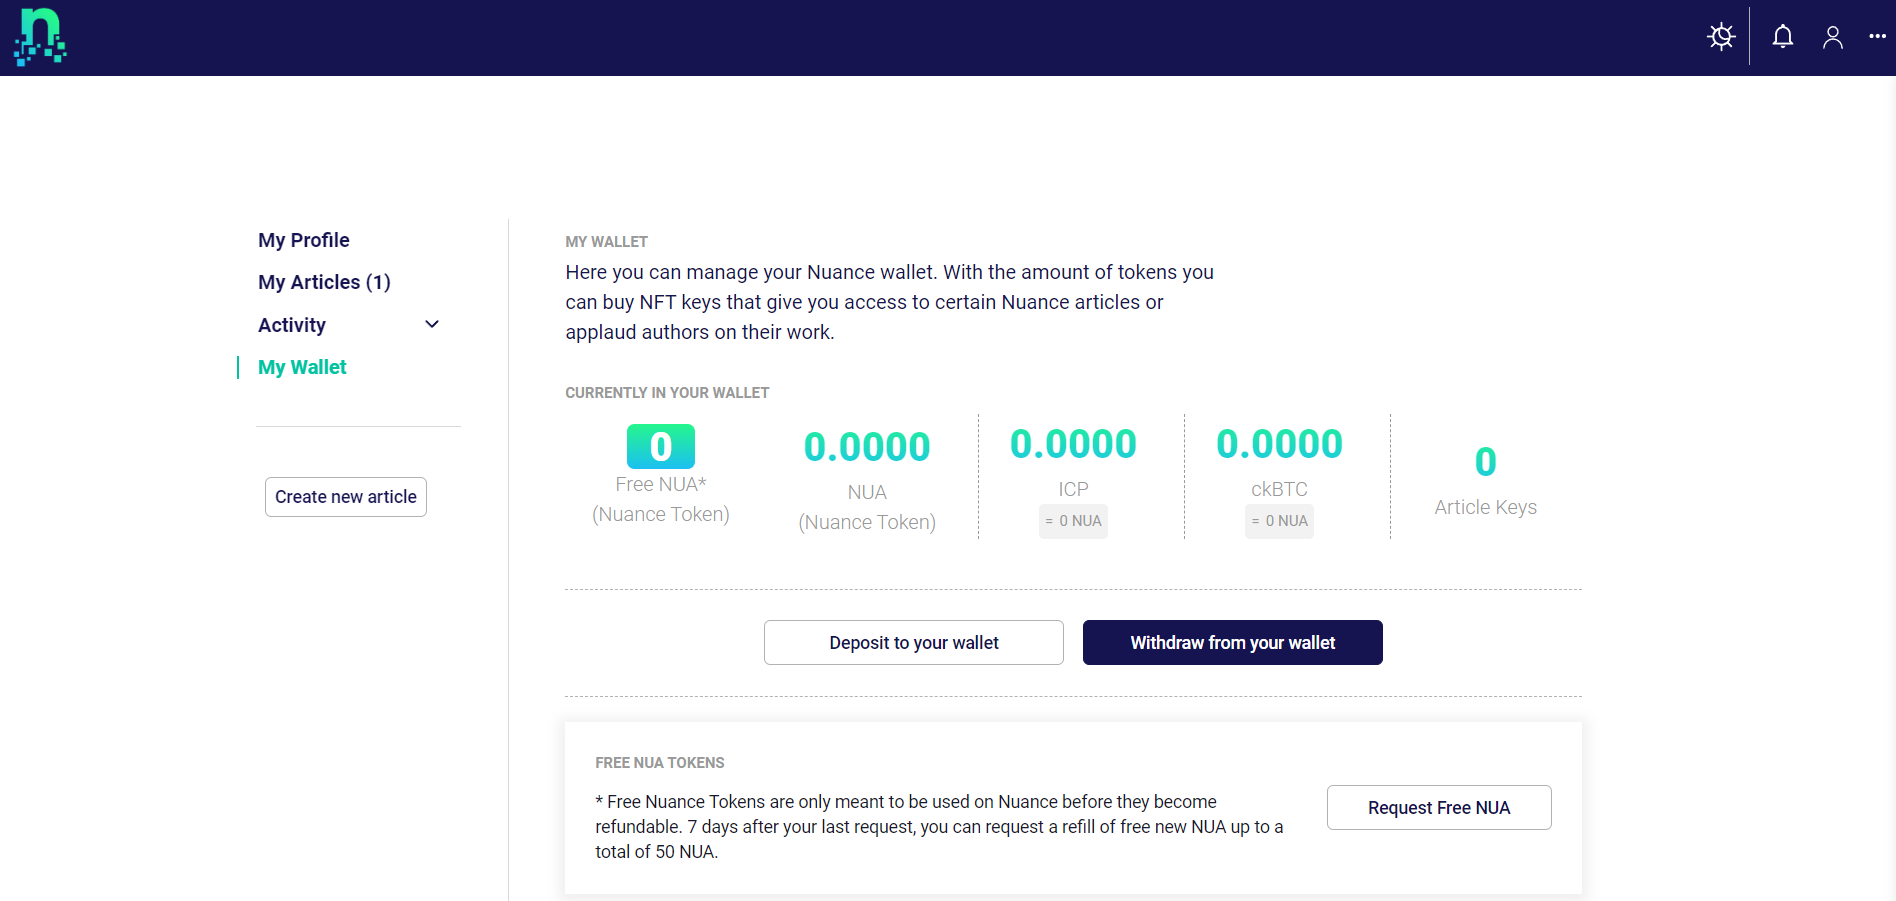 n
My Profile
My Articles (1)
Activity
My Wallet
Create new article
MY WALLET
Here you can manage your Nuance wallet. With the amount of tokens you
can buy NFT keys that give you access to certain Nuance articles or
applaud authors on their work.
CURRENTLY IN YOUR WALLET
0
Free NUA*
(Nuance Token)
0.0000
NUA
(Nuance Token)
0.0000
ICP
= 0 NUA
0.0000
ckBTC
= 0 NUA
0
Article Keys
Deposit to your wallet
Withdraw from your wallet
FREE NUA TOKENS
* Free Nuance Tokens are only meant to be used on Nuance before they become
refundable. 7 days after your last request, you can request a refill of free new NUA up to a
total of 50 NUA.
Request Free NUA